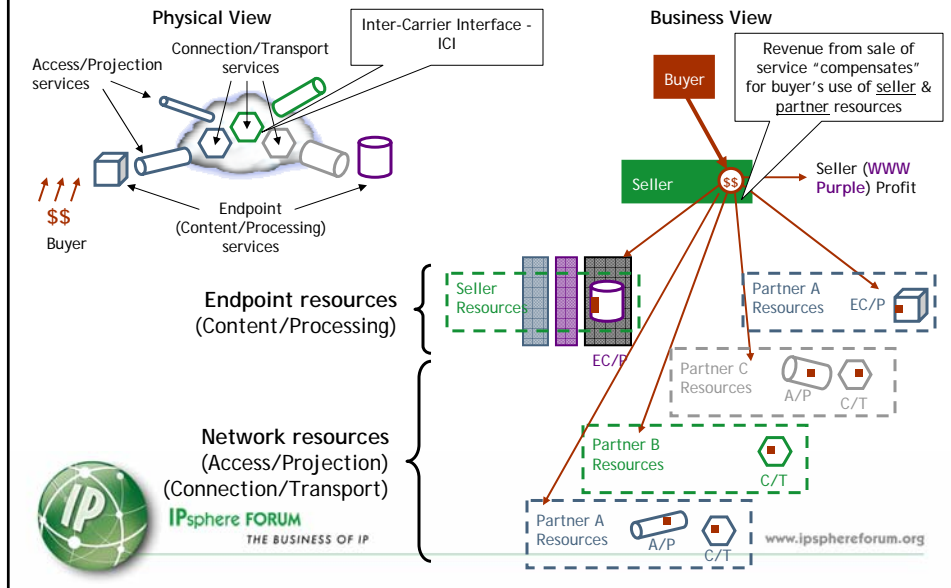 Physical View
Business View
Inter-Carrier Interface -
ICI
Connection/Transport
services
Access/Projection
services
Revenue from sale of
service “compensates”
for buyer’s use of seller &
partner resources
Buyer
Seller
$$
Seller (WWW
Purple) Profit
$$
Buyer
Endpoint
(Content/Processing)
services
Endpoint resources
(Content/Processing)
Seller
Resources
EC/P
Partner A
Resources
EC/P
Partner C
Resources
A/P
C/T
Network resources
(Access/Projection)
(Connection/Transport)
Partner B
Resources
C/T
Partner A
Resources
A/P
C/T
IP
IPsphere FORUM
THE BUSINESS OF IP
www.ipsphereforum.org